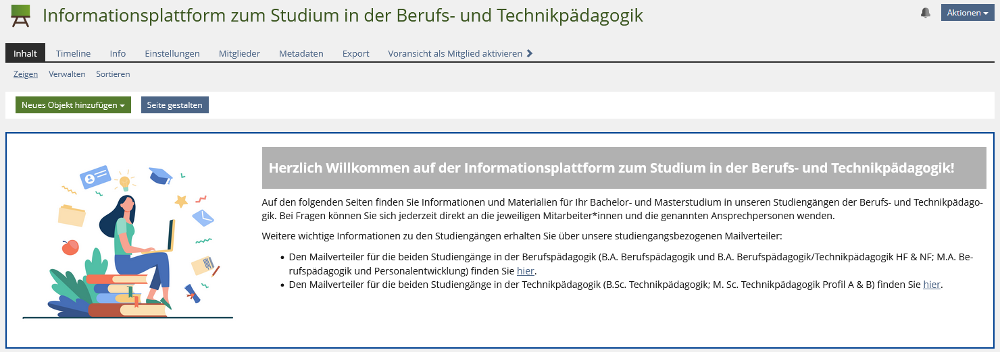 Informationsplattform zum Studium in der Berufs- und Technikpädagogik
Aktionen
Inhalt Timeline Info Einstellungen Mitglieder Metadaten Export Voransicht als Mitglied aktivieren
Zeigen Verwalten Sortieren
Neues Objekt hinzufügen Seite gestalten
Herzlich Willkommen auf der Informationsplattform zum Studium in der Berufs- und Technikpädagogik!
Auf den folgenden Seiten finden Sie Informationen und Materialien für Ihr Bachelor- und Masterstudium in unseren Studiengängen der Berufs- und Technikpädago-
gik. Bei Fragen können Sie sich jederzeit direkt an die jeweiligen Mitarbeiter*innen und die genannten Ansprechpersonen wenden.
Weitere wichtige Informationen zu den Studiengängen erhalten Sie über unsere studiengangsbezogenen Mailverteiler:
• Den Mailverteiler für die beiden Studiengänge in der Berufspädagogik (B.A. Berufspädagogik und B.A. Berufspädagogik/Technikpädagogik HF & NF; M.A. Be-
rufspädagogik und Personalentwicklung) finden Sie hier.
• Den Mailverteiler für die beiden Studiengänge in der Technikpädagogik (B.Sc. Technikpädagogik; M. Sc. Technikpädagogik Profil A & B) finden Sie hier.